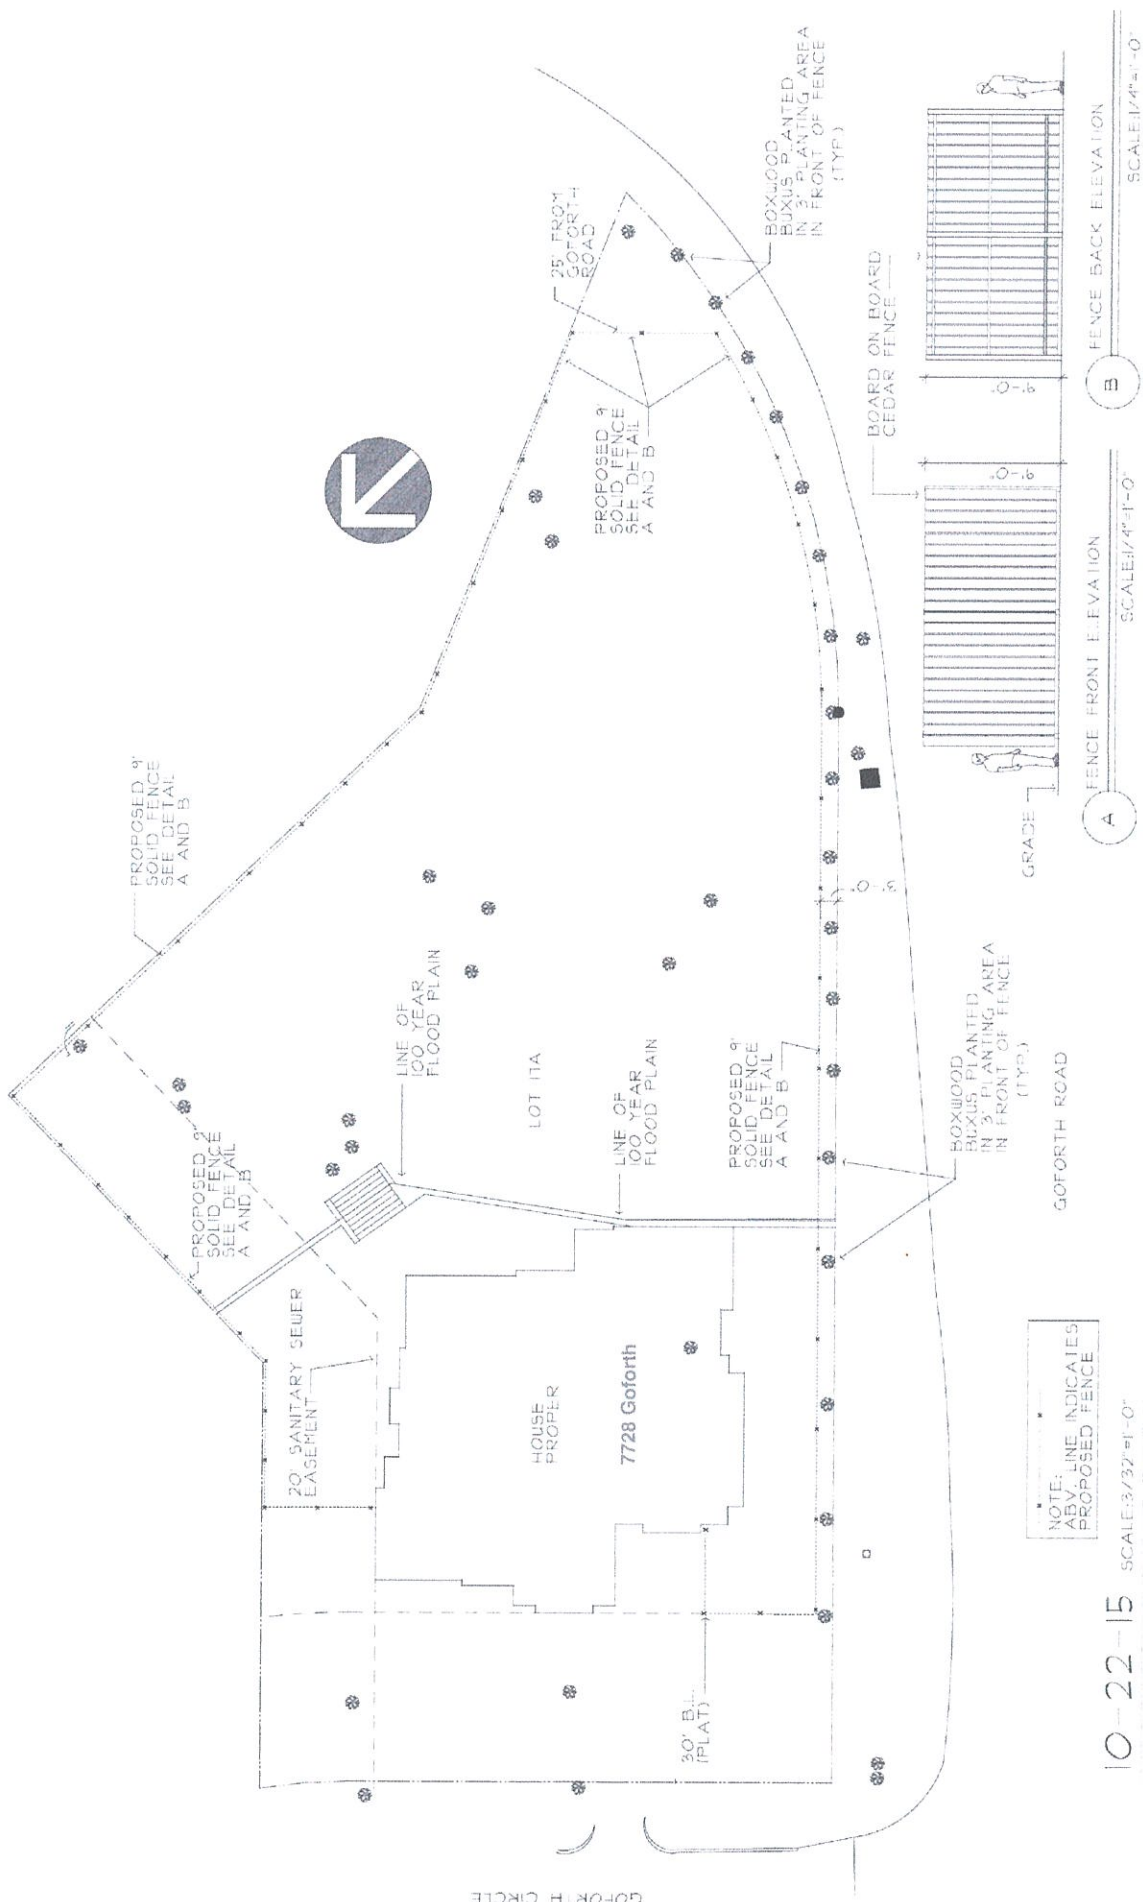 PROPOSED 9'
SOLID FENCE
SEE DETAIL
A AND B
PROPOSED 9'
SOLID FENCE
SEE DETAIL
A AND B
20' SANITARY SEWER
EASEMENT
LINE OF
100 YEAR
FLOOD PLAIN
LOT 17A
LINE OF
100 YEAR
FLOOD PLAIN
HOUSE
PROPER
7728 Goforth
30' B.L.
(PLAT)
PROPOSED 9'
SOLID FENCE
SEE DETAIL
A AND B
PROPOSED 9'
SOLID FENCE
SEE DETAIL
A AND B
25' FROM
GOFORTH
ROAD
BOXWOOD
BUXUS PLANTED
IN 3' PLANTING AREA
IN FRONT OF FENCE
(TYP.)
3'-0"
BOXWOOD
BUXUS PLANTED
IN 3' PLANTING AREA
IN FRONT OF FENCE
(TYP.)
GOFORTH ROAD
GOFORTH CIRCLE
BOARD ON BOARD
CEDAR FENCE
9'-0"
9'-0"
GRADE
A
FENCE FRONT ELEVATION
SCALE:1/4"=1'-0"
B
FENCE BACK ELEVATION
SCALE:1/4"=1'-0"
NOTE:
ABV. LINE INDICATES
PROPOSED FENCE
10-22-15
SCALE:3/32"=1'-0"